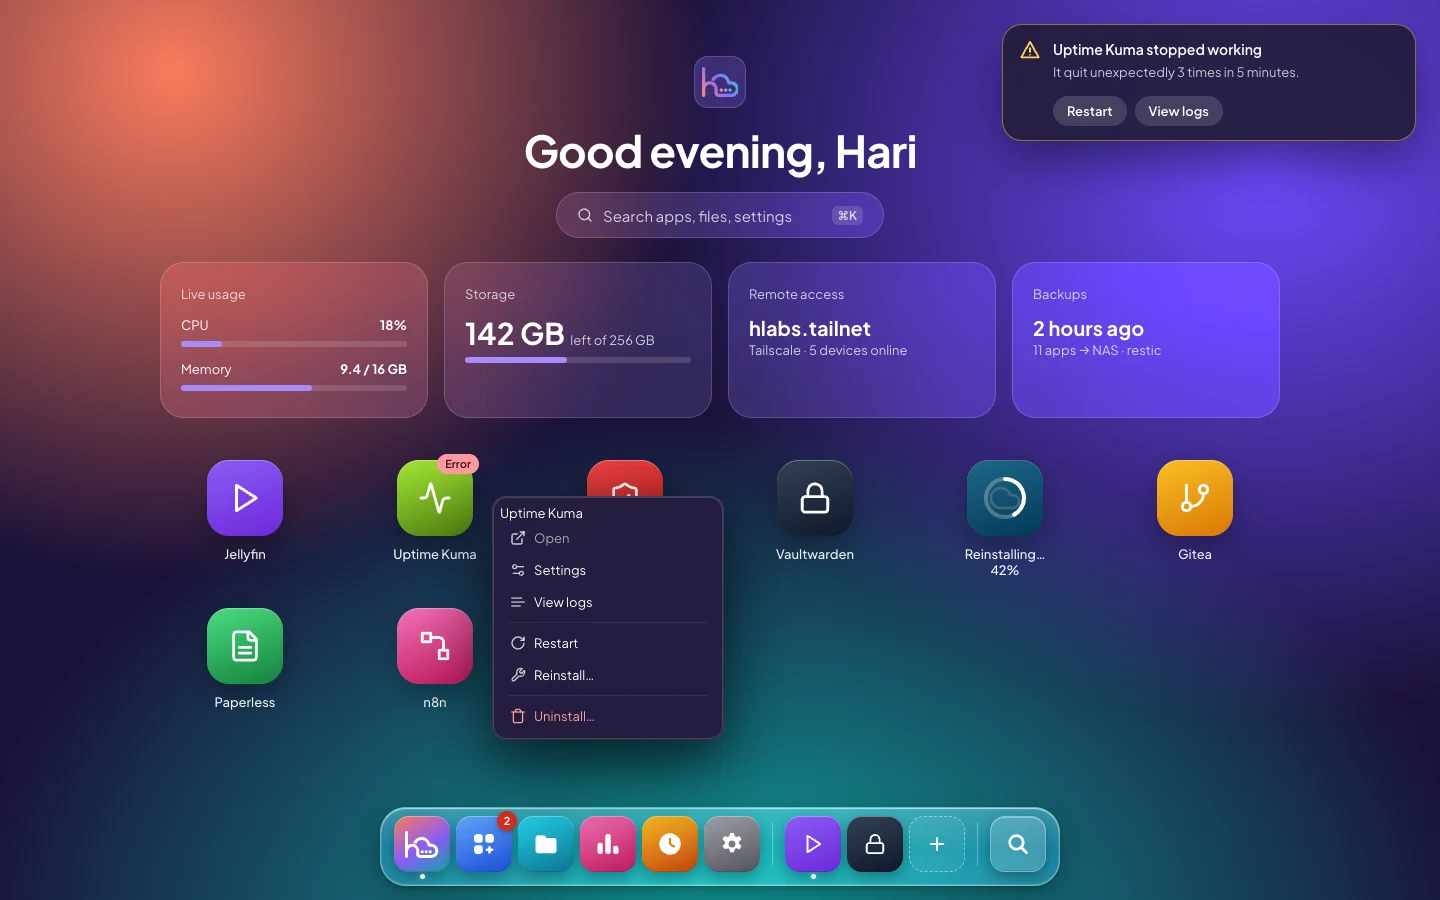 Uptime Kuma stopped working
It quit unexpectedly 3 times in 5 minutes.
Restart
View logs
Good evening, Hari
Search apps, files, settings
⌘K
Live usage
CPU
18%
Memory
9.4 / 16 GB
Storage
142 GB left of 256 GB
Remote access
hlabs.tailnet
Tailscale · 5 devices online
Backups
2 hours ago
11 apps → NAS · restic
Jellyfin
Error
Uptime Kuma
Vaultwarden
Reinstalling…
42%
Gitea
Paperless
n8n
Uptime Kuma
Open
Settings
View logs
Restart
Reinstall…
Uninstall…
2